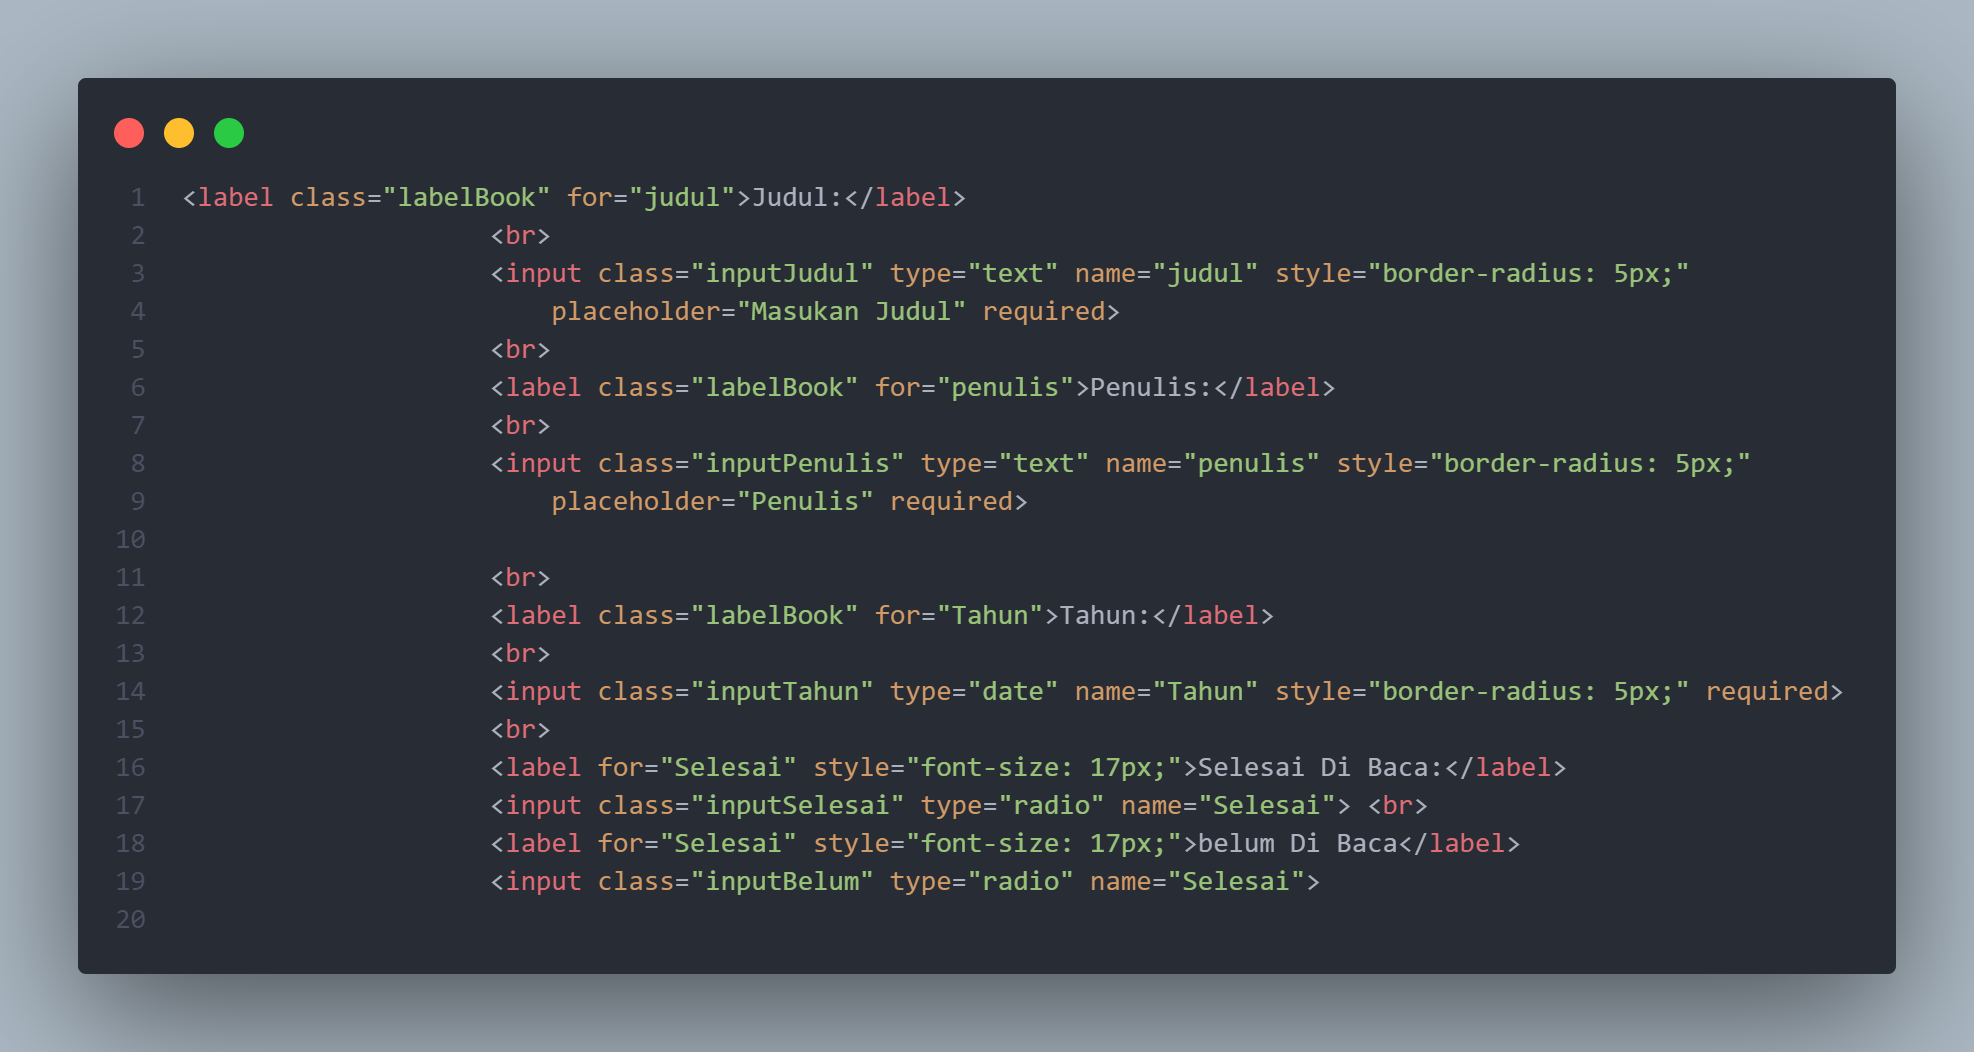 1 <label class="labelBook" for="judul">Judul:</label>
2 <br>
3 <input class="inputJudul" type="text" name="judul" style="border-radius: 5px;"
4 placeholder="Masukan Judul" required>
5 <br>
6 <label class="labelBook" for="penulis">Penulis:</label>
7 <br>
8 <input class="inputPenulis" type="text" name="penulis" style="border-radius: 5px;"
9 placeholder="Penulis" required>
10
11 <br>
12 <label class="labelBook" for="Tahun">Tahun:</label>
13 <br>
14 <input class="inputTahun" type="date" name="Tahun" style="border-radius: 5px;" required>
15 <br>
16 <label for="Selesai" style="font-size: 17px;">Selesai Di Baca:</label>
17 <input class="inputSelesai" type="radio" name="Selesai"> <br>
18 <label for="Selesai" style="font-size: 17px;">belum Di Baca</label>
19 <input class="inputBelum" type="radio" name="Selesai">
20